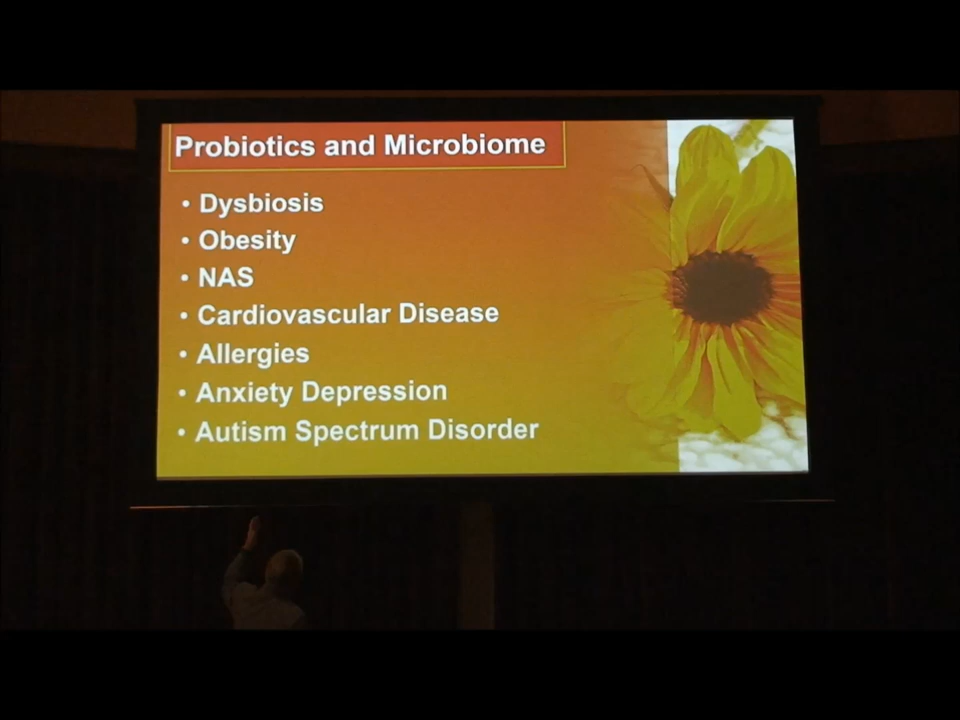 Probiotics and Microbiome
• Dysbiosis
• Obesity
• NAS
• Cardiovascular Disease
• Allergies
• Anxiety Depression
• Autism Spectrum Disorder